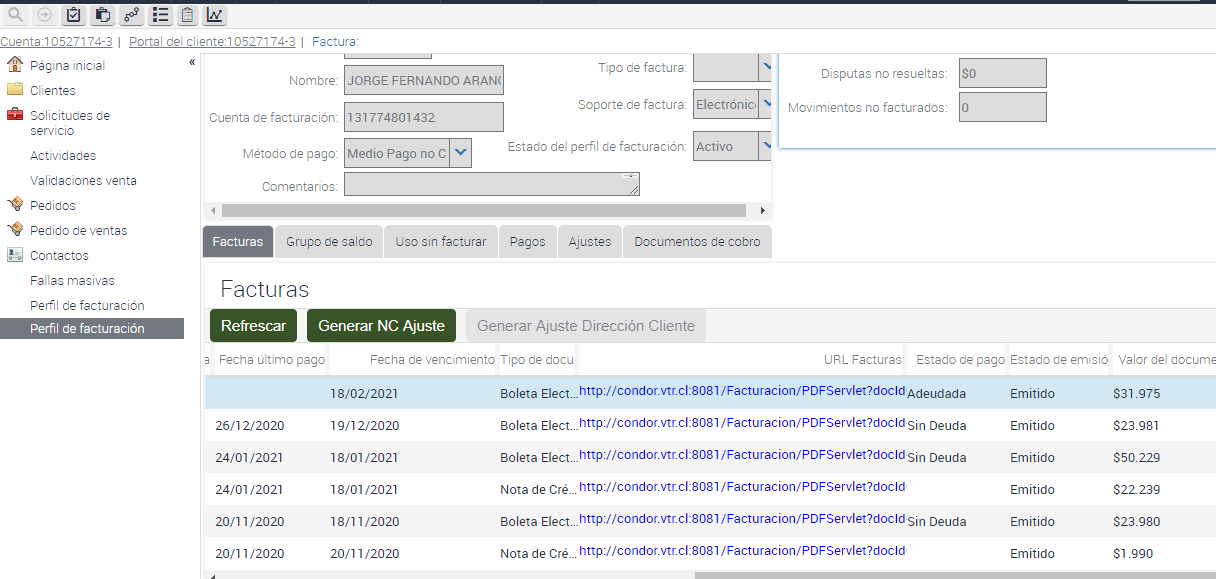 Cuenta:10527174-3 | Portal del cliente:10527174-3 | Factura:
«
Página inicial
Clientes
Solicitudes de
servicio
Actividades
Validaciones venta
Pedidos
Pedido de ventas
Contactos
Fallas masivas
Perfil de facturación
Perfil de facturación
Nombre: JORGE FERNANDO ARANG
Cuenta de facturación: 131774801432
Método de pago: Medio Pago no C
Comentarios:
Tipo de factura:
Soporte de factura: Electrónic
Estado del perfil de facturación: Activo
Disputas no resueltas: $0
Movimientos no facturados: 0
Facturas Grupo de saldo Uso sin facturar Pagos Ajustes Documentos de cobro
Facturas
Refrescar Generar NC Ajuste Generar Ajuste Dirección Cliente
a Fecha último pago Fecha de vencimiento Tipo de docu URL Facturas Estado de pago Estado de emisió Valor del docume
18/02/2021 Boleta Elect... http://condor.vtr.cl:8081/Facturacion/PDFServlet?docId Adeudada Emitido $31.975
26/12/2020 19/12/2020 Boleta Elect... http://condor.vtr.cl:8081/Facturacion/PDFServlet?docId Sin Deuda Emitido $23.981
24/01/2021 18/01/2021 Boleta Elect... http://condor.vtr.cl:8081/Facturacion/PDFServlet?docId Sin Deuda Emitido $50.229
24/01/2021 18/01/2021 Nota de Cré... http://condor.vtr.cl:8081/Facturacion/PDFServlet?docId Emitido $22.239
20/11/2020 18/11/2020 Boleta Elect... http://condor.vtr.cl:8081/Facturacion/PDFServlet?docId Sin Deuda Emitido $23.980
20/11/2020 20/11/2020 Nota de Cré... http://condor.vtr.cl:8081/Facturacion/PDFServlet?docId Emitido $1.990